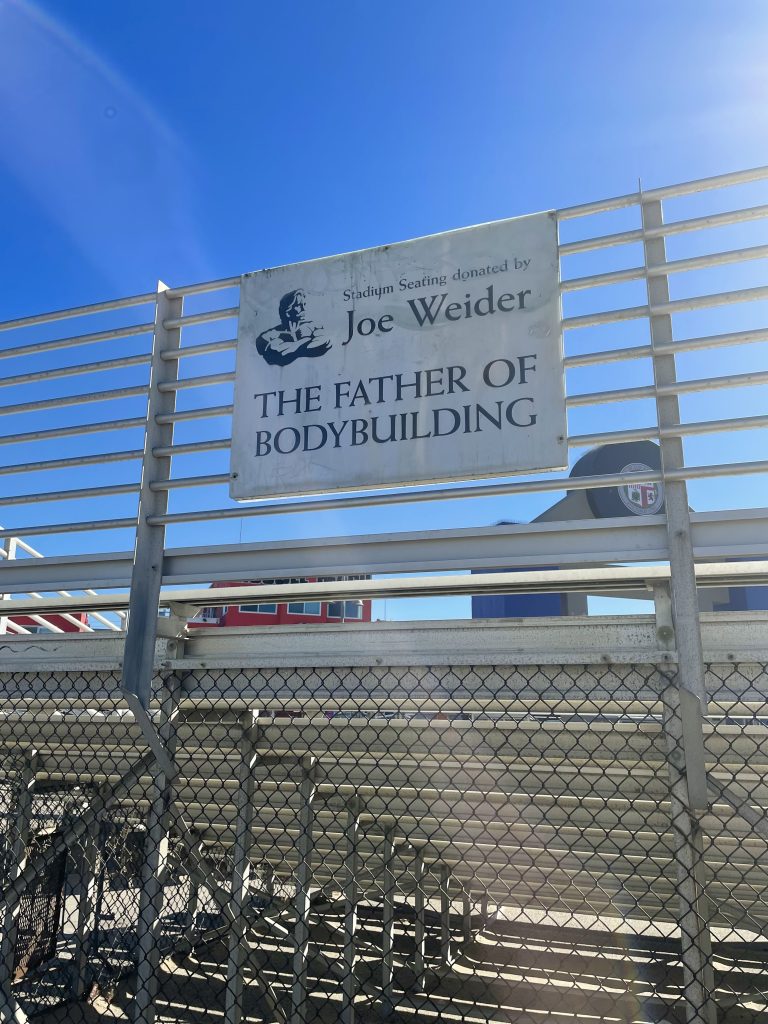 Stadium Seating donated by
Joe Weider
THE FATHER OF
BODYBUILDING